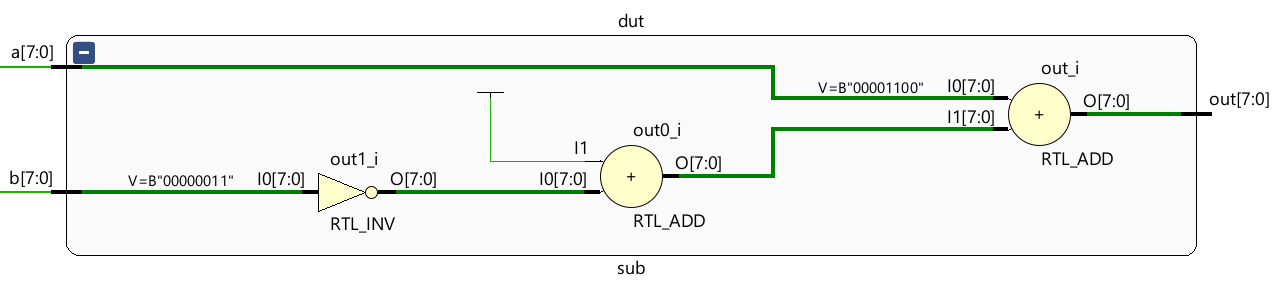 dut
a[7:0]
V=B"00001100"
I0[7:0]
out_i
+
O[7:0]
out[7:0]
I1[7:0]
RTL_ADD
out0_i
I1
+
O[7:0]
I0[7:0]
RTL_ADD
b[7:0]
V=B"00000011"
I0[7:0]
out1_i
O[7:0]
RTL_INV
sub